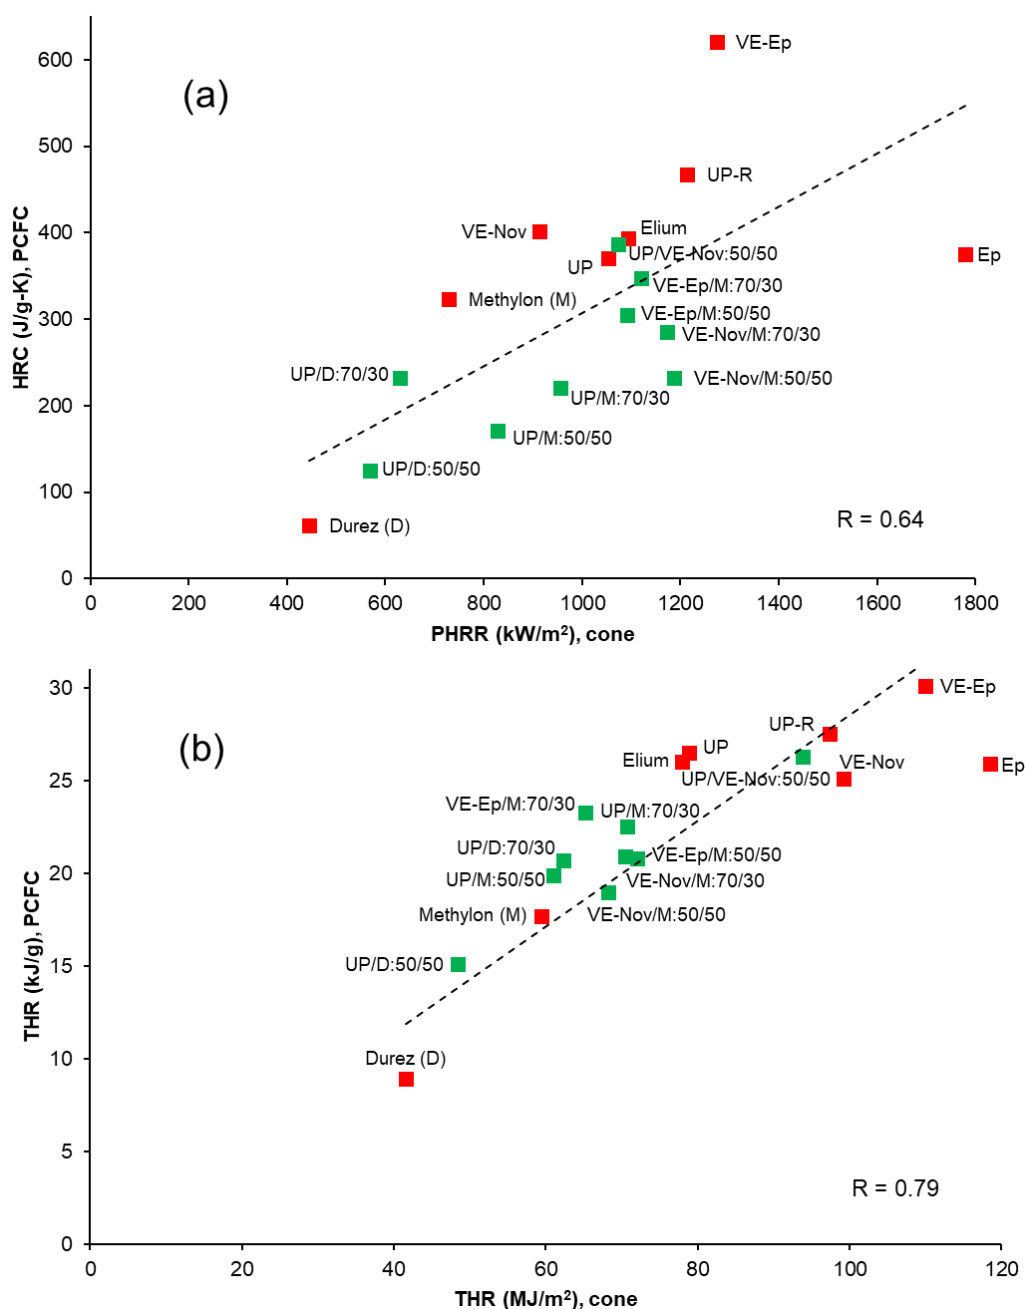 (a)
HRC (J/g-K), PCFC
600
500
400
300
200
100
0
VE-Ep
UP-R
VE-Nov
Elium
UP/VE-Nov:50/50
UP
Ep
VE-Ep/M:70/30
Methylon (M)
VE-Ep/M:50/50
VE-Nov/M:70/30
UP/D:70/30
VE-Nov/M:50/50
UP/M:70/30
UP/M:50/50
UP/D:50/50
Durez (D)
R = 0.64
0 200 400 600 800 1000 1200 1400 1600 1800
PHRR (kW/m²), cone
(b)
THR (kJ/g), PCFC
30
25
20
15
10
5
0
VE-Ep
UP-R
UP
Elium
VE-Nov
Ep
UP/VE-Nov:50/50
VE-Ep/M:70/30
UP/M:70/30
UP/D:70/30
VE-Ep/M:50/50
UP/M:50/50
VE-Nov/M:70/30
Methylon (M)
VE-Nov/M:50/50
UP/D:50/50
Durez (D)
R = 0.79
0 20 40 60 80 100 120
THR (MJ/m²), cone